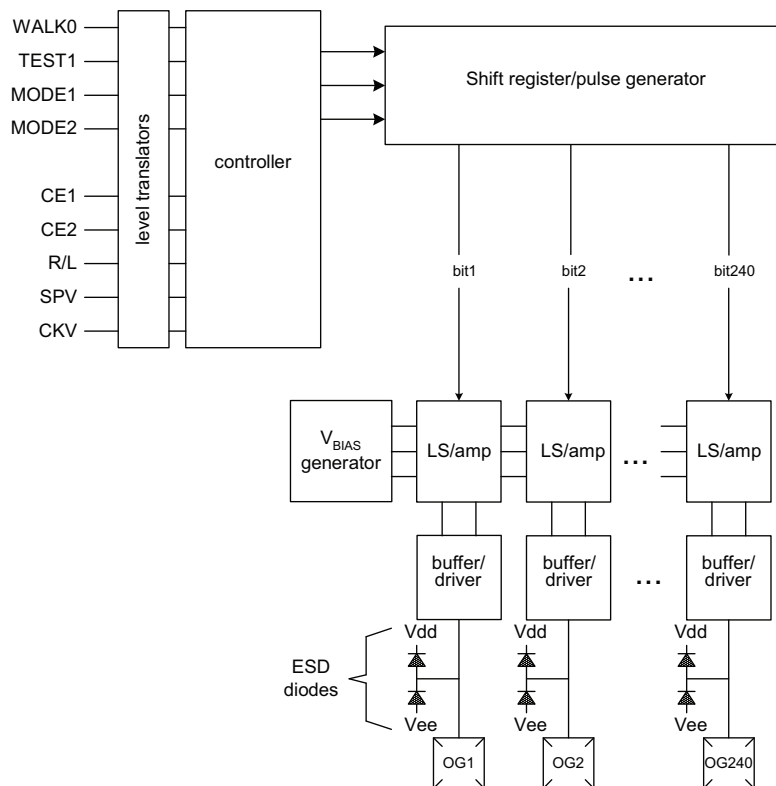 WALK0
TEST1
MODE1
MODE2
CE1
CE2
R/L
SPV
CKV
level translators
controller
Shift register/pulse generator
bit1
bit2
...
bit240
VBIAS
generator
LS/amp
LS/amp
...
LS/amp
buffer/
driver
buffer/
driver
...
buffer/
driver
ESD
diodes
Vdd
Vdd
Vdd
Vee
Vee
Vee
OG1
OG2
OG240